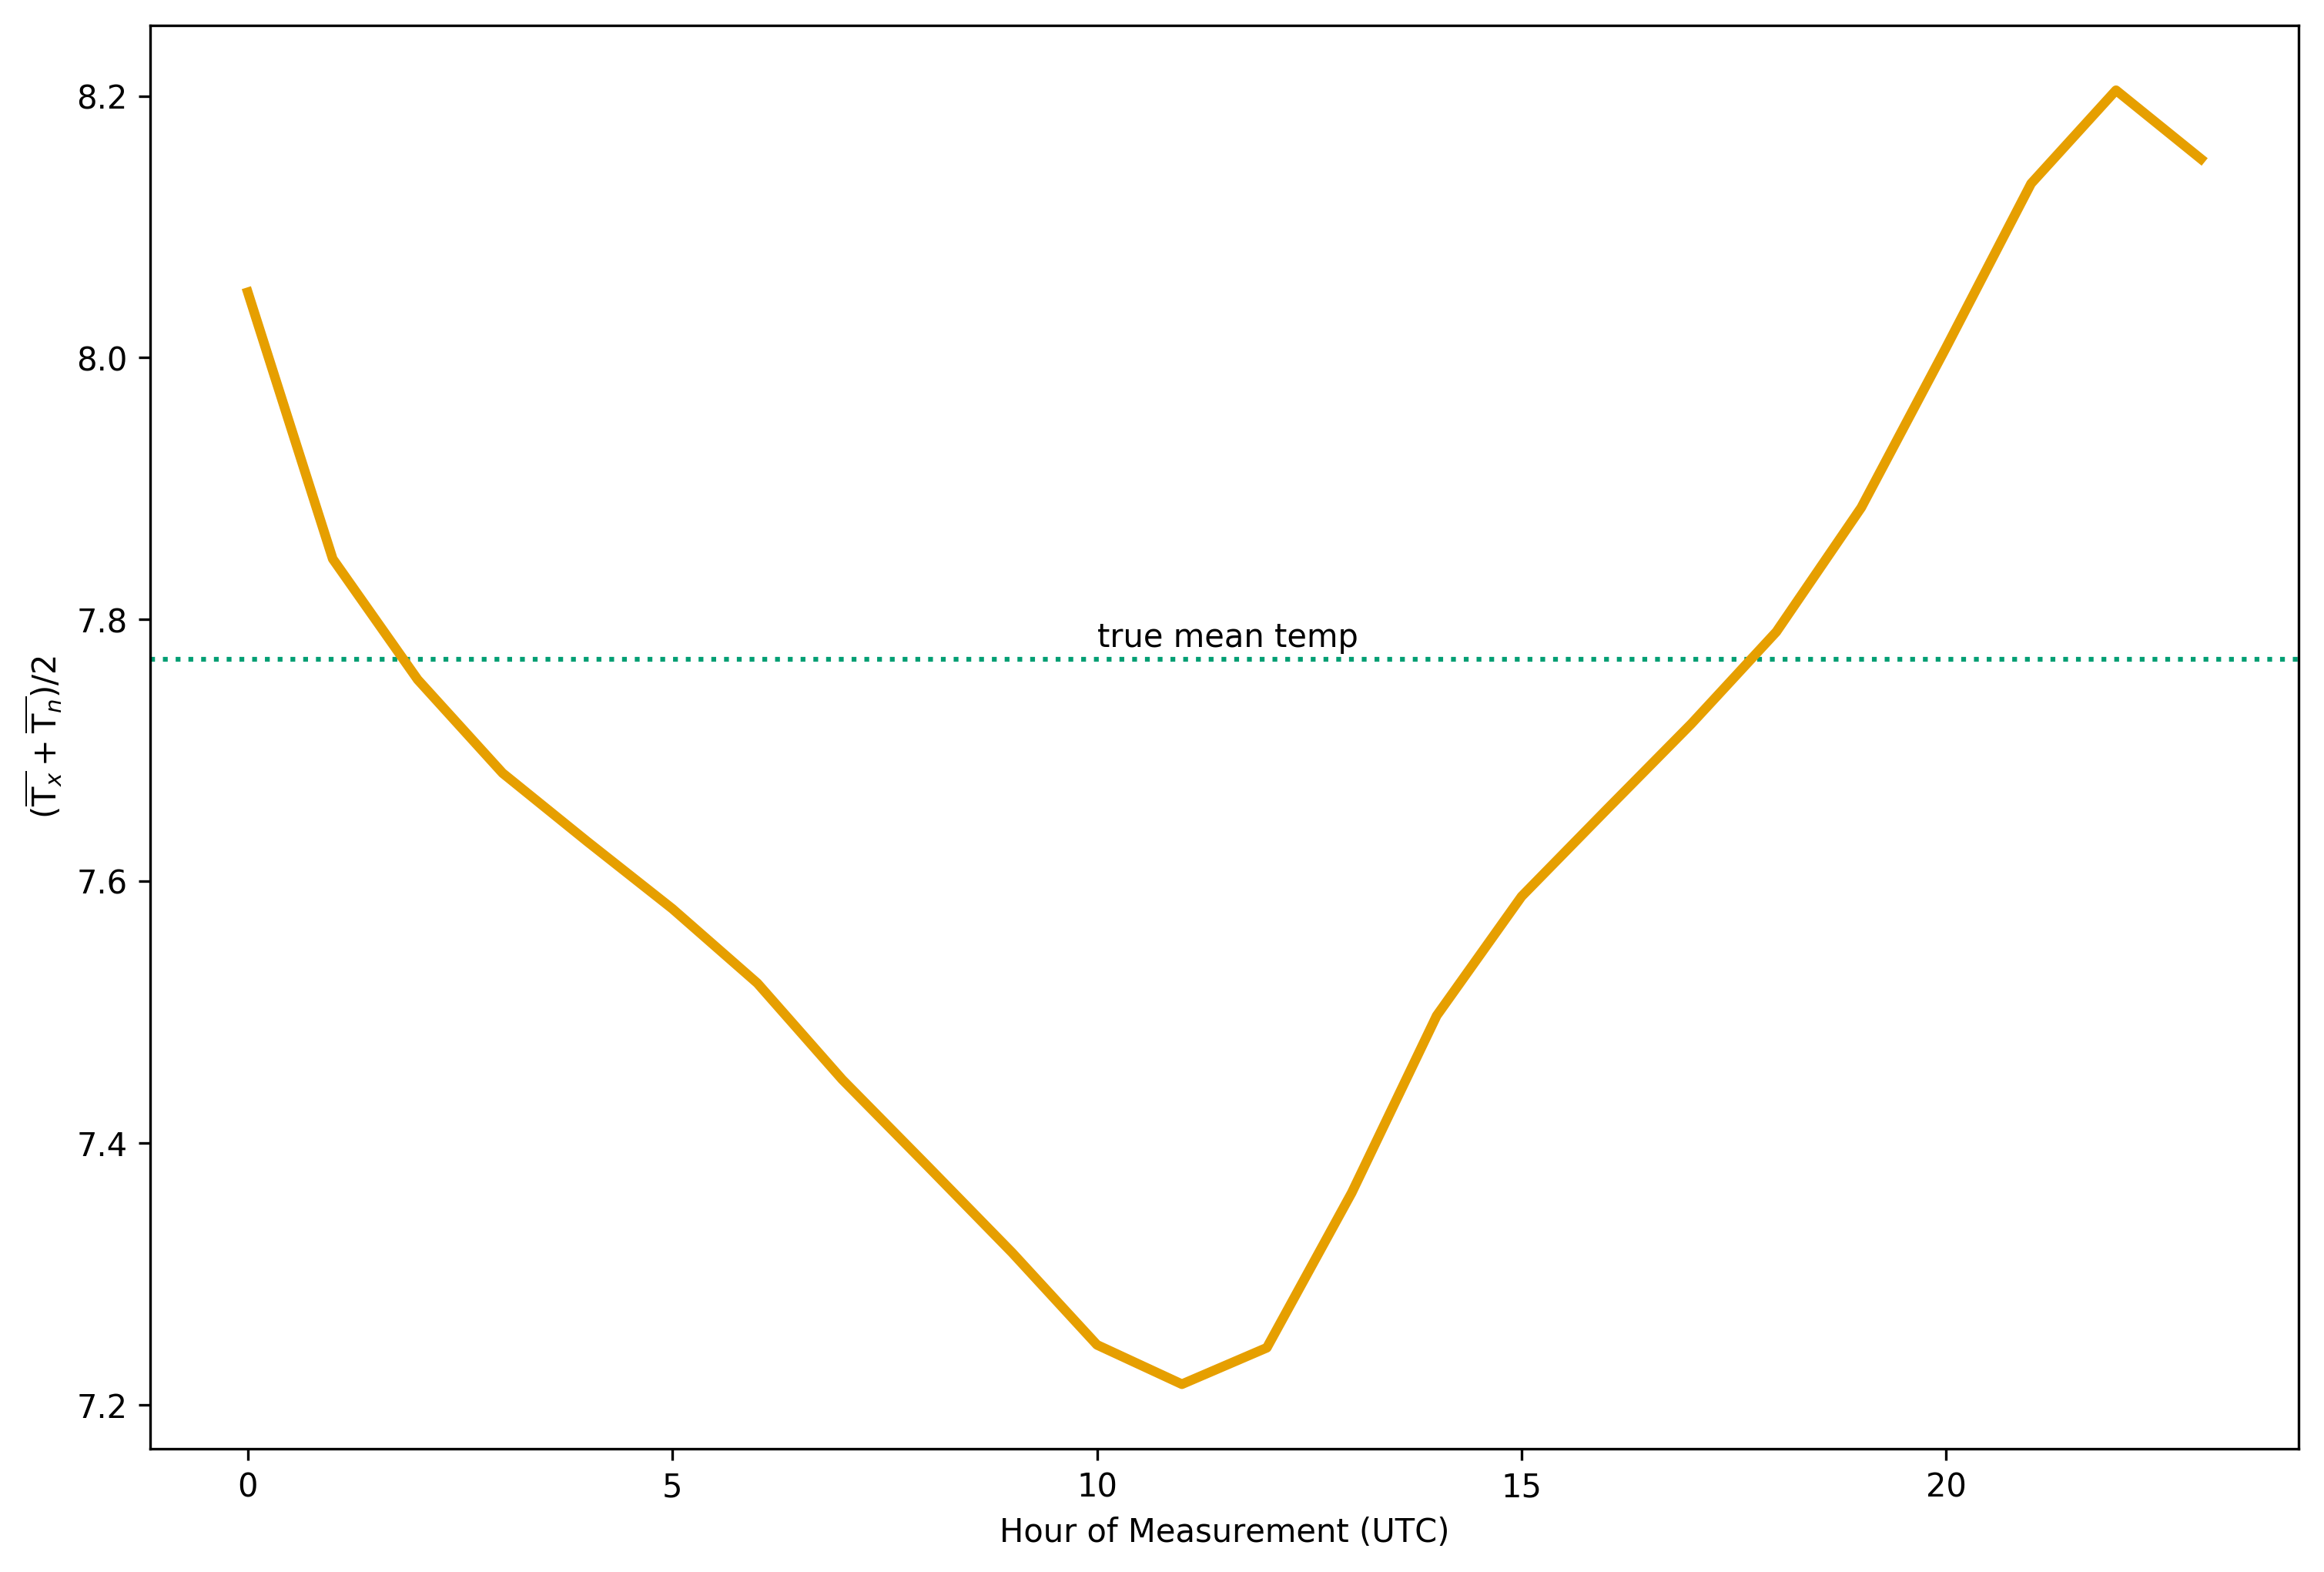 8.2
8.0
7.8
7.6
7.4
7.2
(T̅ₓ + T̅ₙ)/2
true mean temp
0 5 10 15 20
Hour of Measurement (UTC)